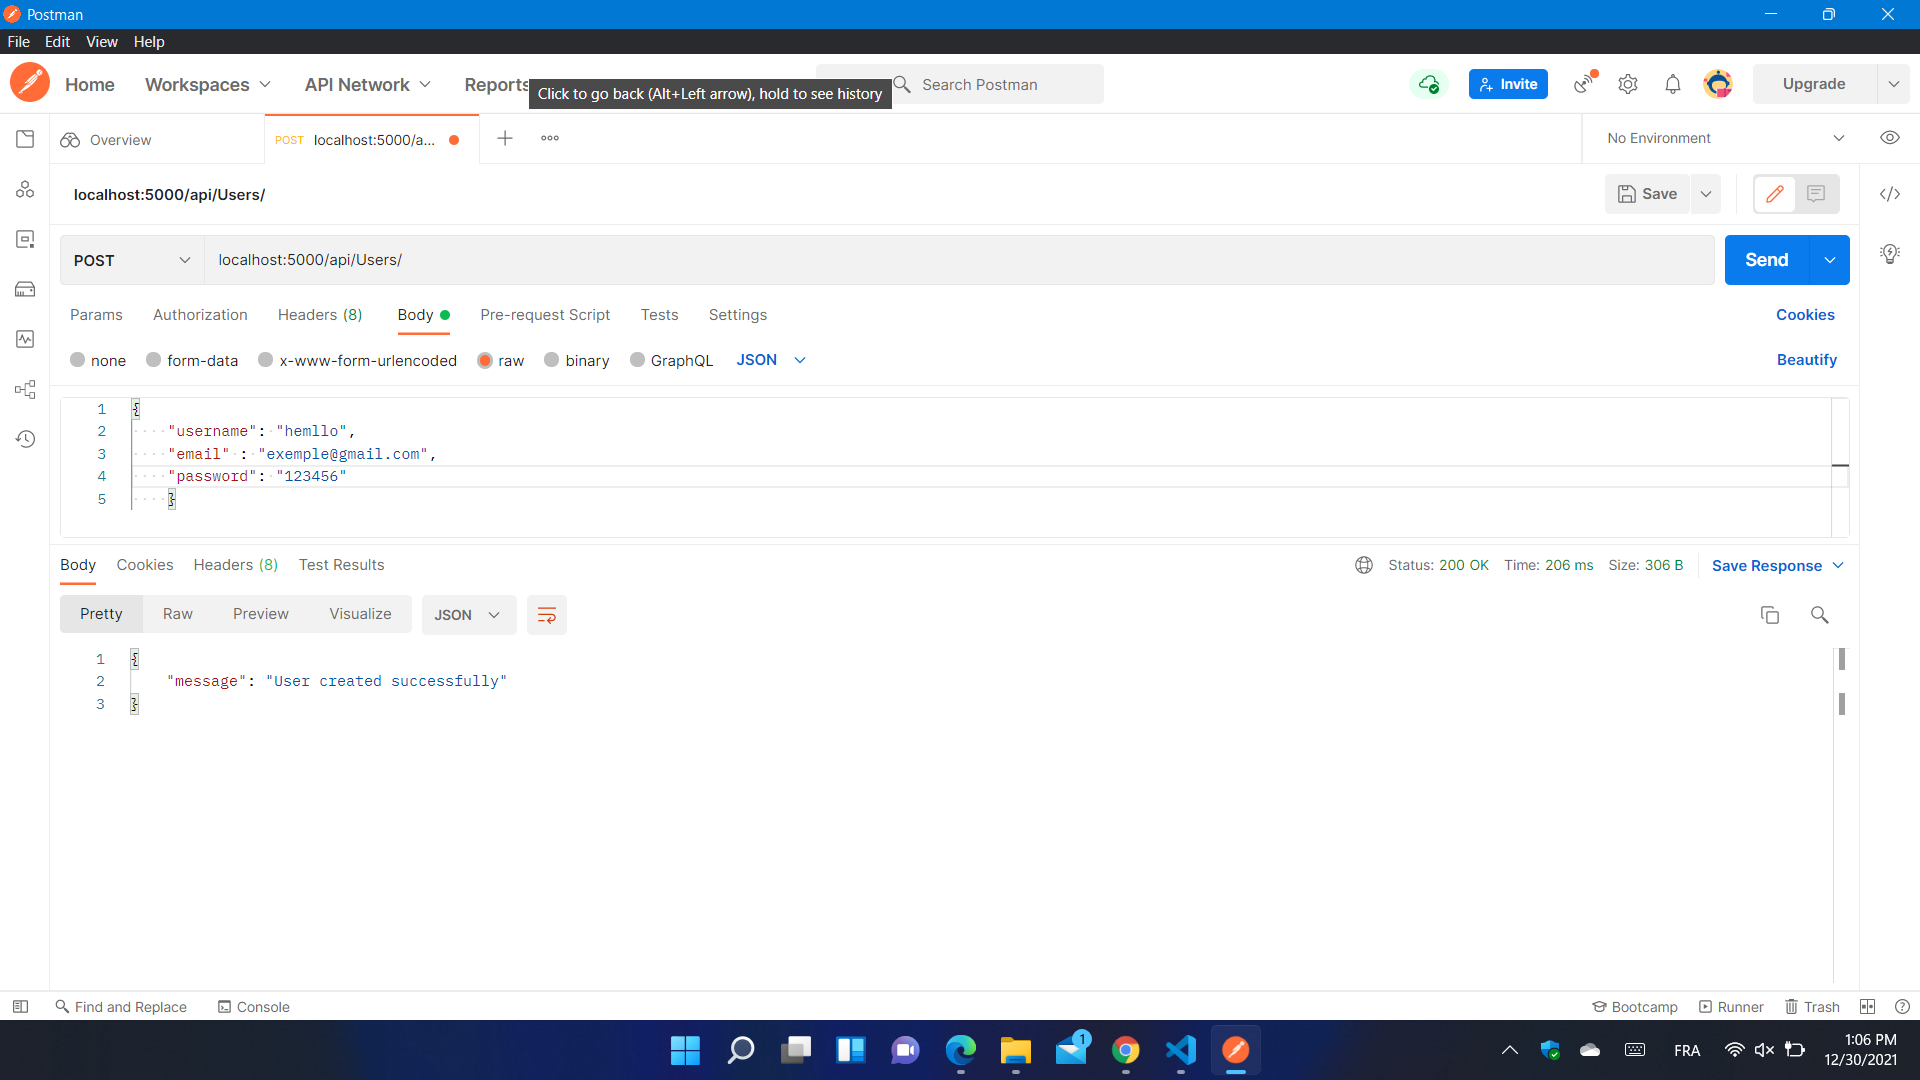 Postman
File Edit View Help
Home Workspaces API Network Reports Search Postman Invite Upgrade
Click to go back (Alt+Left arrow), hold to see history
Overview POST localhost:5000/a... No Environment
localhost:5000/api/Users/ Save
POST localhost:5000/api/Users/ Send
Params Authorization Headers (8) Body Pre-request Script Tests Settings Cookies
none form-data x-www-form-urlencoded raw binary GraphQL JSON Beautify
1 {
2 "username": "hemllo",
3 "email" : "exemple@gmail.com",
4 "password": "123456"
5 }
Body Cookies Headers (8) Test Results Status: 200 OK Time: 206 ms Size: 306 B Save Response
Pretty Raw Preview Visualize JSON
1 {
2 "message": "User created successfully"
3 }
Find and Replace Console Bootcamp Runner Trash
1 FRA 1:06 PM
12/30/2021